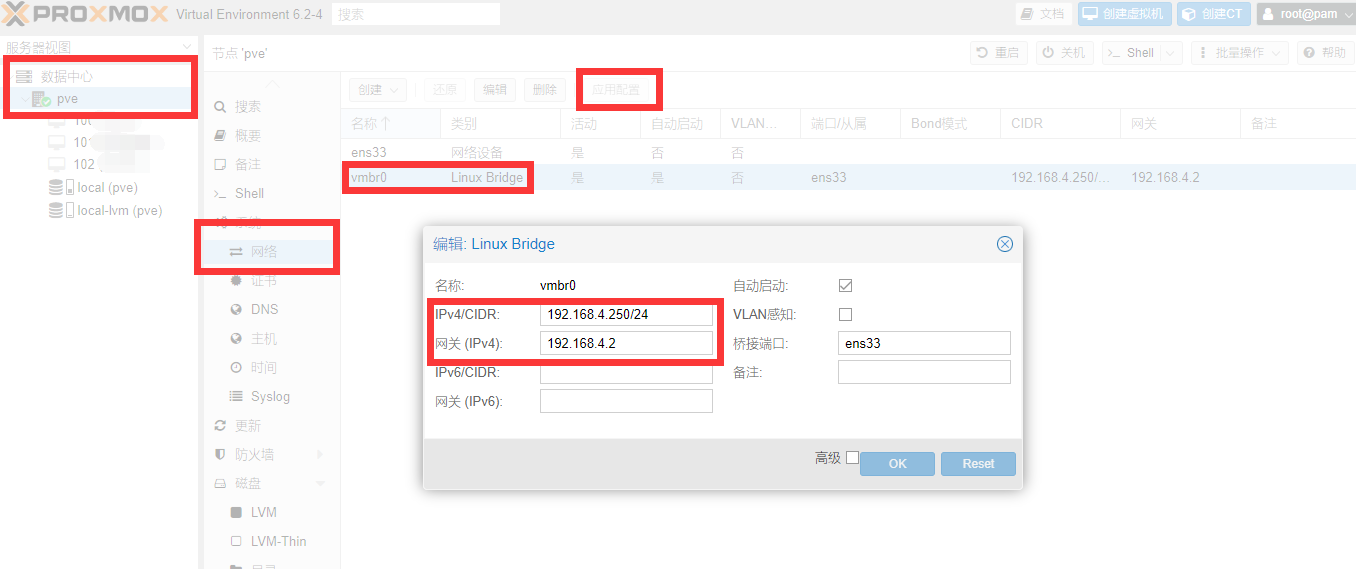 PROXMOX Virtual Environment 6.2-4 搜索 文档 创建虚拟机 创建CT root@pam
服务器视图
数据中心
pve
102
local (pve)
local-lvm (pve)
节点 'pve' 重启 关机 >_ Shell 批量操作 帮助
搜索
概要
备注
>_ Shell
系统
网络
证书
DNS
主机
时间
Syslog
更新
防火墙
磁盘
LVM
LVM-Thin
目录
创建 还原 编辑 删除 应用配置
名称↑ 类别 活动 自动启动 VLAN... 端口/从属 Bond模式 CIDR 网关 备注
ens33 网络设备 是 否 否
vmbr0 Linux Bridge 是 是 否 ens33 192.168.4.250/... 192.168.4.2
编辑: Linux Bridge
名称: vmbr0 自动启动:
IPv4/CIDR: 192.168.4.250/24 VLAN感知:
网关 (IPv4): 192.168.4.2 桥接端口: ens33
IPv6/CIDR: 备注:
网关 (IPv6):
高级 OK Reset